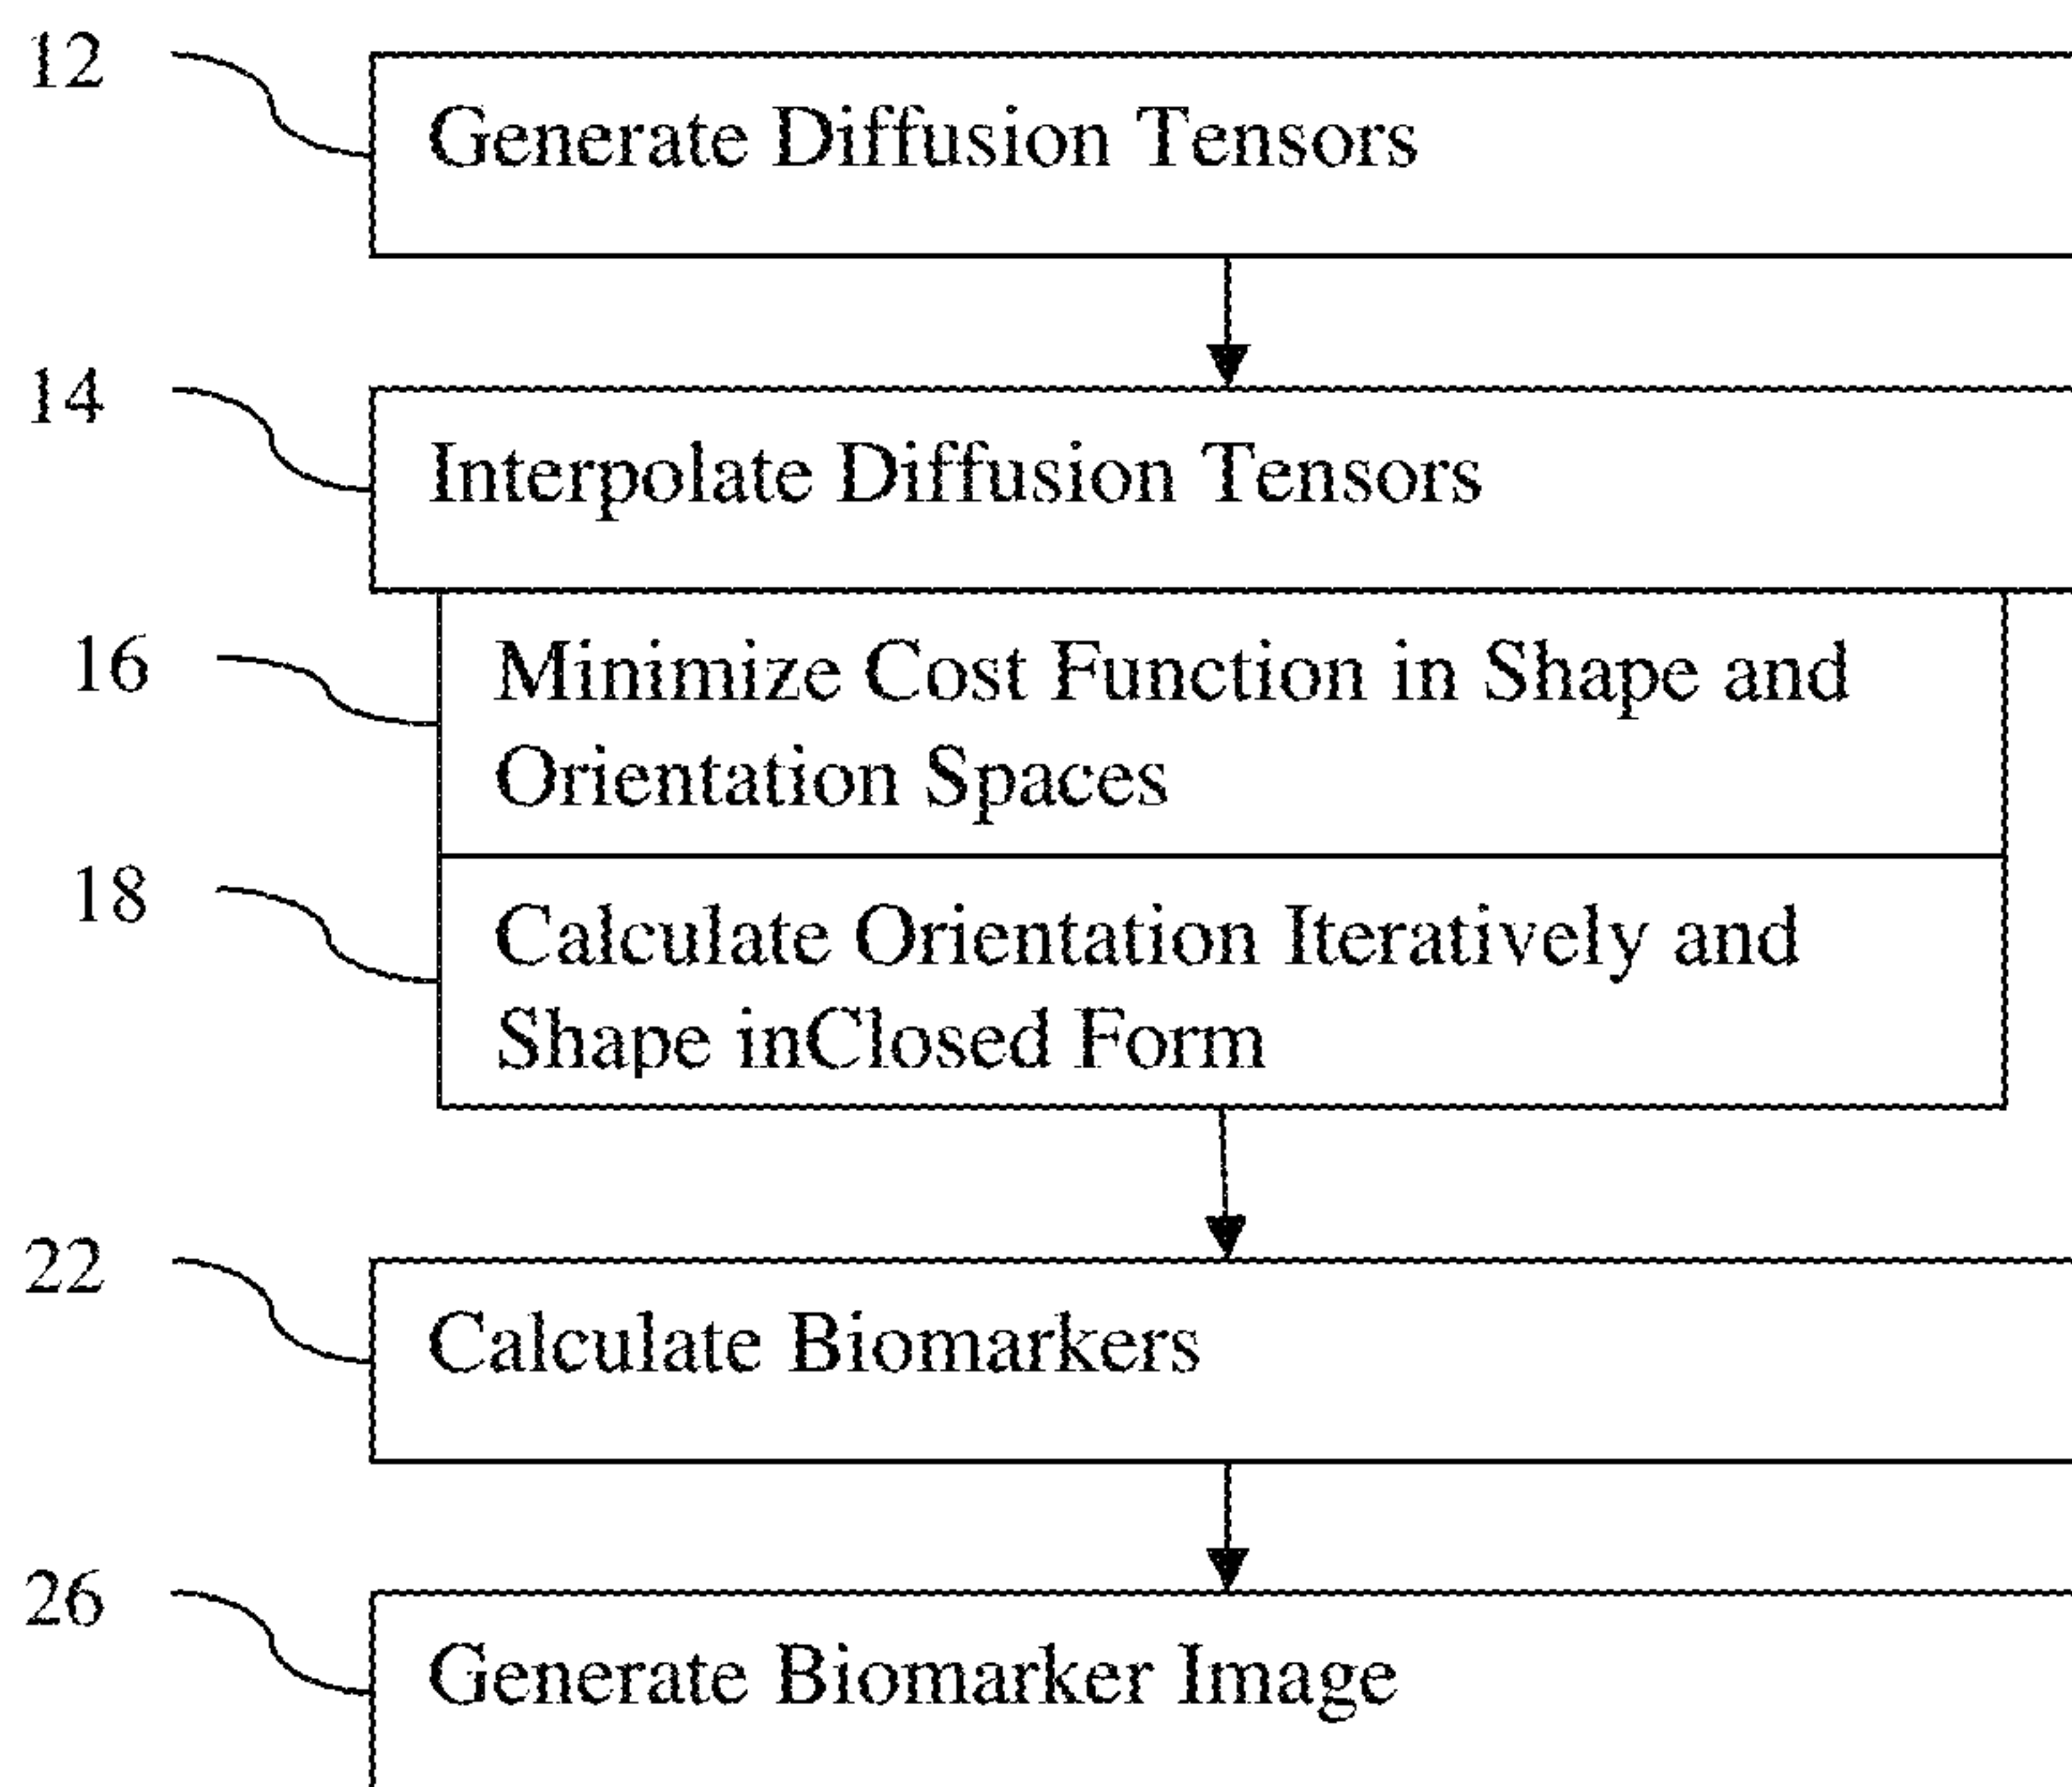 12
Generate Diffusion Tensors
14
Interpolate Diffusion Tensors
16
Minimize Cost Function in Shape and
Orientation Spaces
18
Calculate Orientation Iteratively and
Shape inClosed Form
22
Calculate Biomarkers
26
Generate Biomarker Image